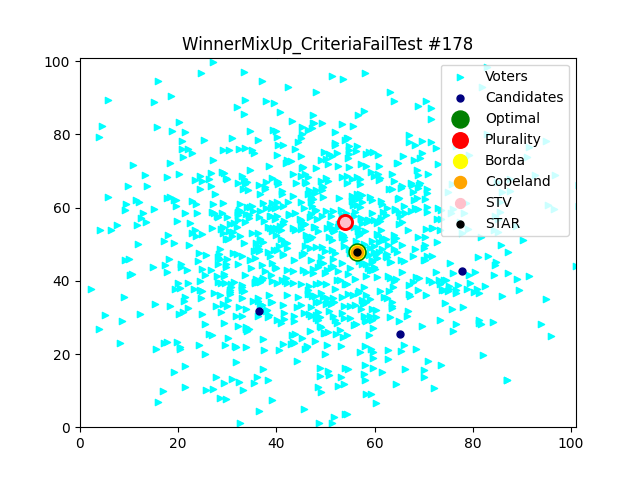 WinnerMixUp_CriteriaFailTest #178
100
80
60
40
20
0
0
20
40
60
80
100
Voters
Candidates
Optimal
Plurality
Borda
Copeland
STV
STAR